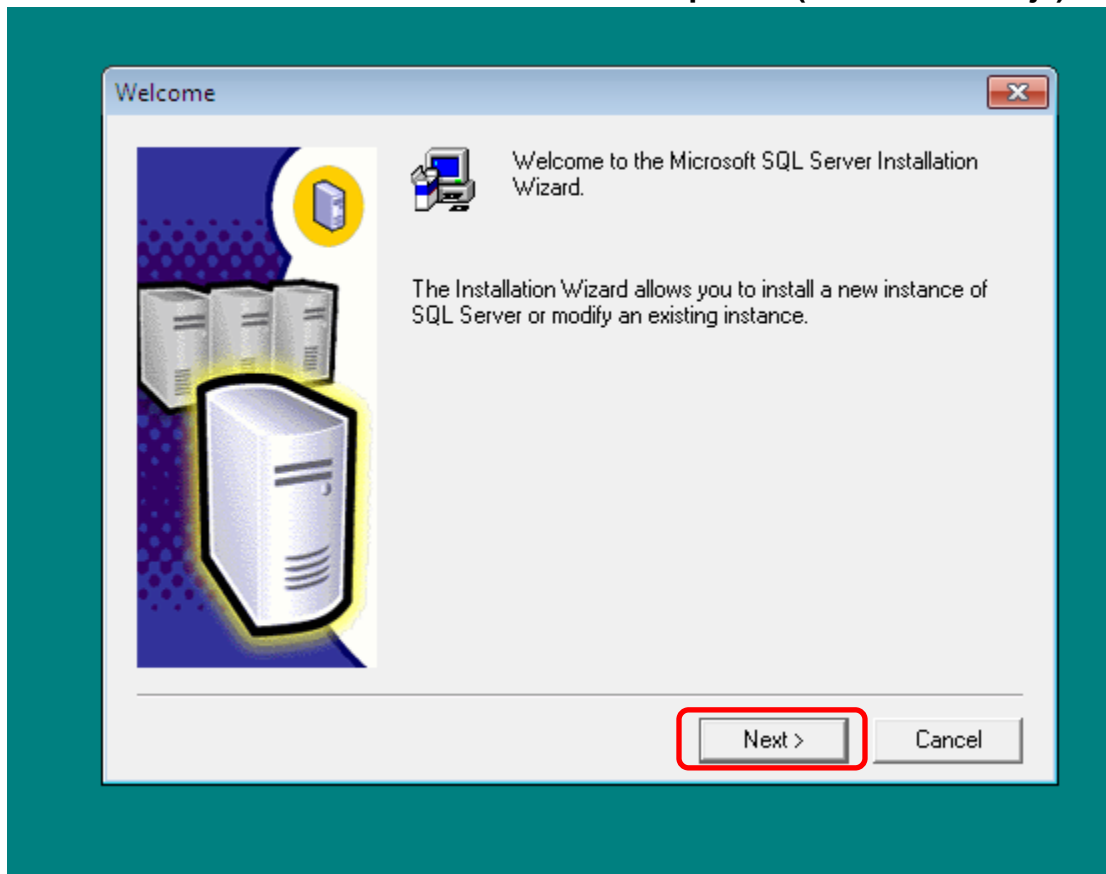 Welcome
Welcome to the Microsoft SQL Server Installation
Wizard.
The Installation Wizard allows you to install a new instance of
SQL Server or modify an existing instance.
Next >
Cancel